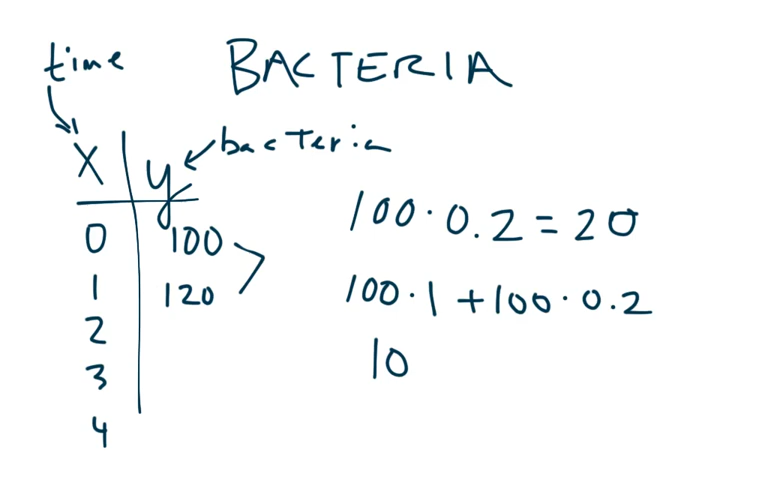 time
BACTERIA
bacteria
X y
0 100
1 120
2
3
4
100 · 0.2 = 20
100 · 1 + 100 · 0.2
10